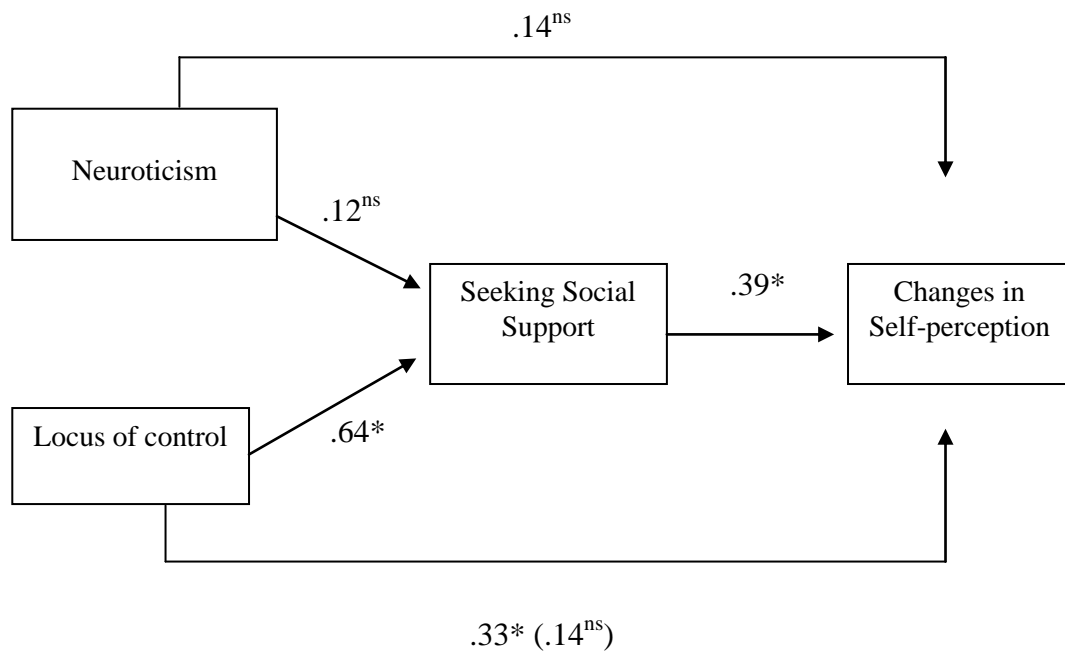 .14ns
Neuroticism
.12ns
Seeking Social
Support
.39*
Changes in
Self-perception
Locus of control
.64*
.33* (.14ns)